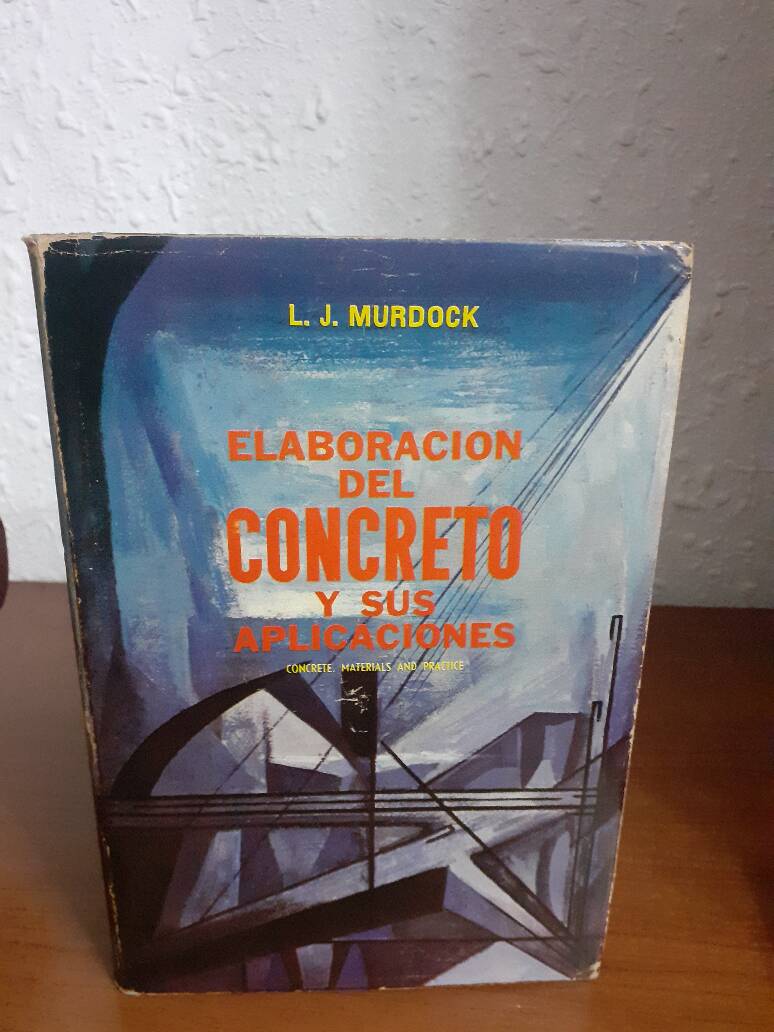 L. J. MURDOCK
ELABORACION
DEL
CONCRETO
Y SUS
APLICACIONES
CONCRETE. MATERIALS AND PRACTICE